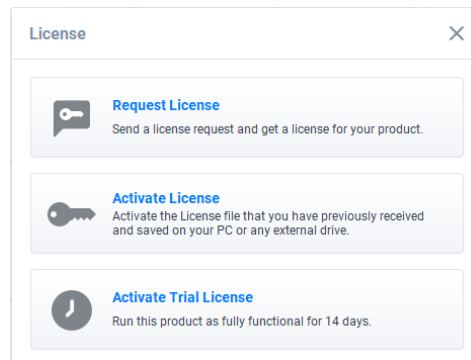 License
Request License
Send a license request and get a license for your product.
Activate License
Activate the License file that you have previously received
and saved on your PC or any external drive.
Activate Trial License
Run this product as fully functional for 14 days.